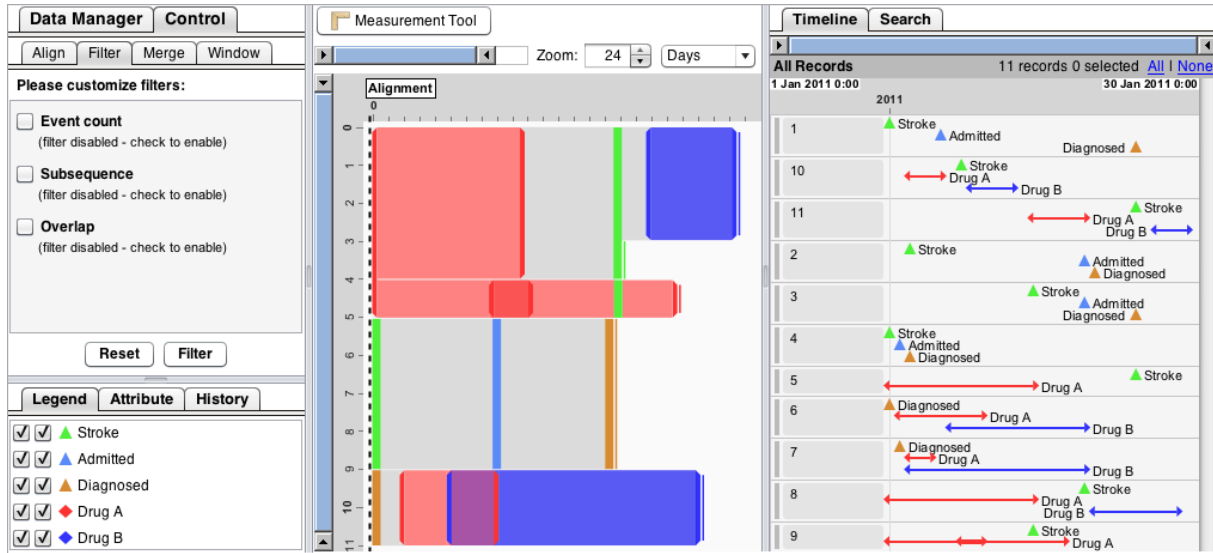 Data Manager Control
Align Filter Merge Window
Please customize filters:
Event count
(filter disabled - check to enable)
Subsequence
(filter disabled - check to enable)
Overlap
(filter disabled - check to enable)
Reset Filter
Legend Attribute History
Stroke
Admitted
Diagnosed
Drug A
Drug B
Measurement Tool
Zoom: 24 Days
Alignment
0
0
1
2
3
4
5
6
7
8
9
10
11
Timeline Search
All Records 11 records 0 selected All I None
1 Jan 2011 0:00 30 Jan 2011 0:00
2011
1 Stroke
Admitted
Diagnosed
10 Stroke
Drug A
Drug B
11 Stroke
Drug A
Drug B
2 Stroke
Admitted
Diagnosed
3 Stroke
Admitted
Diagnosed
4 Stroke
Admitted
Diagnosed
5 Stroke
Drug A
6 Diagnosed
Drug A
Drug B
7 Diagnosed
Drug A
Drug B
8 Stroke
Drug A
Drug B
9 Stroke
Drug A